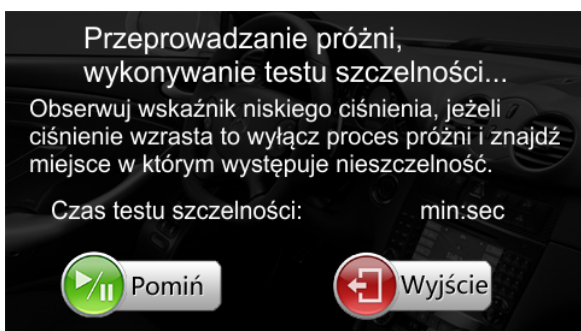 Przeprowadzanie próżni,
wykonywanie testu szczelności...
Obserwuj wskaźnik niskiego ciśnienia, jeżeli
ciśnienie wzrasta to wyłącz proces próżni i znajdź
miejsce w którym występuje nieszczelność.
Czas testu szczelności: min:sec
Pomiń Wyjście